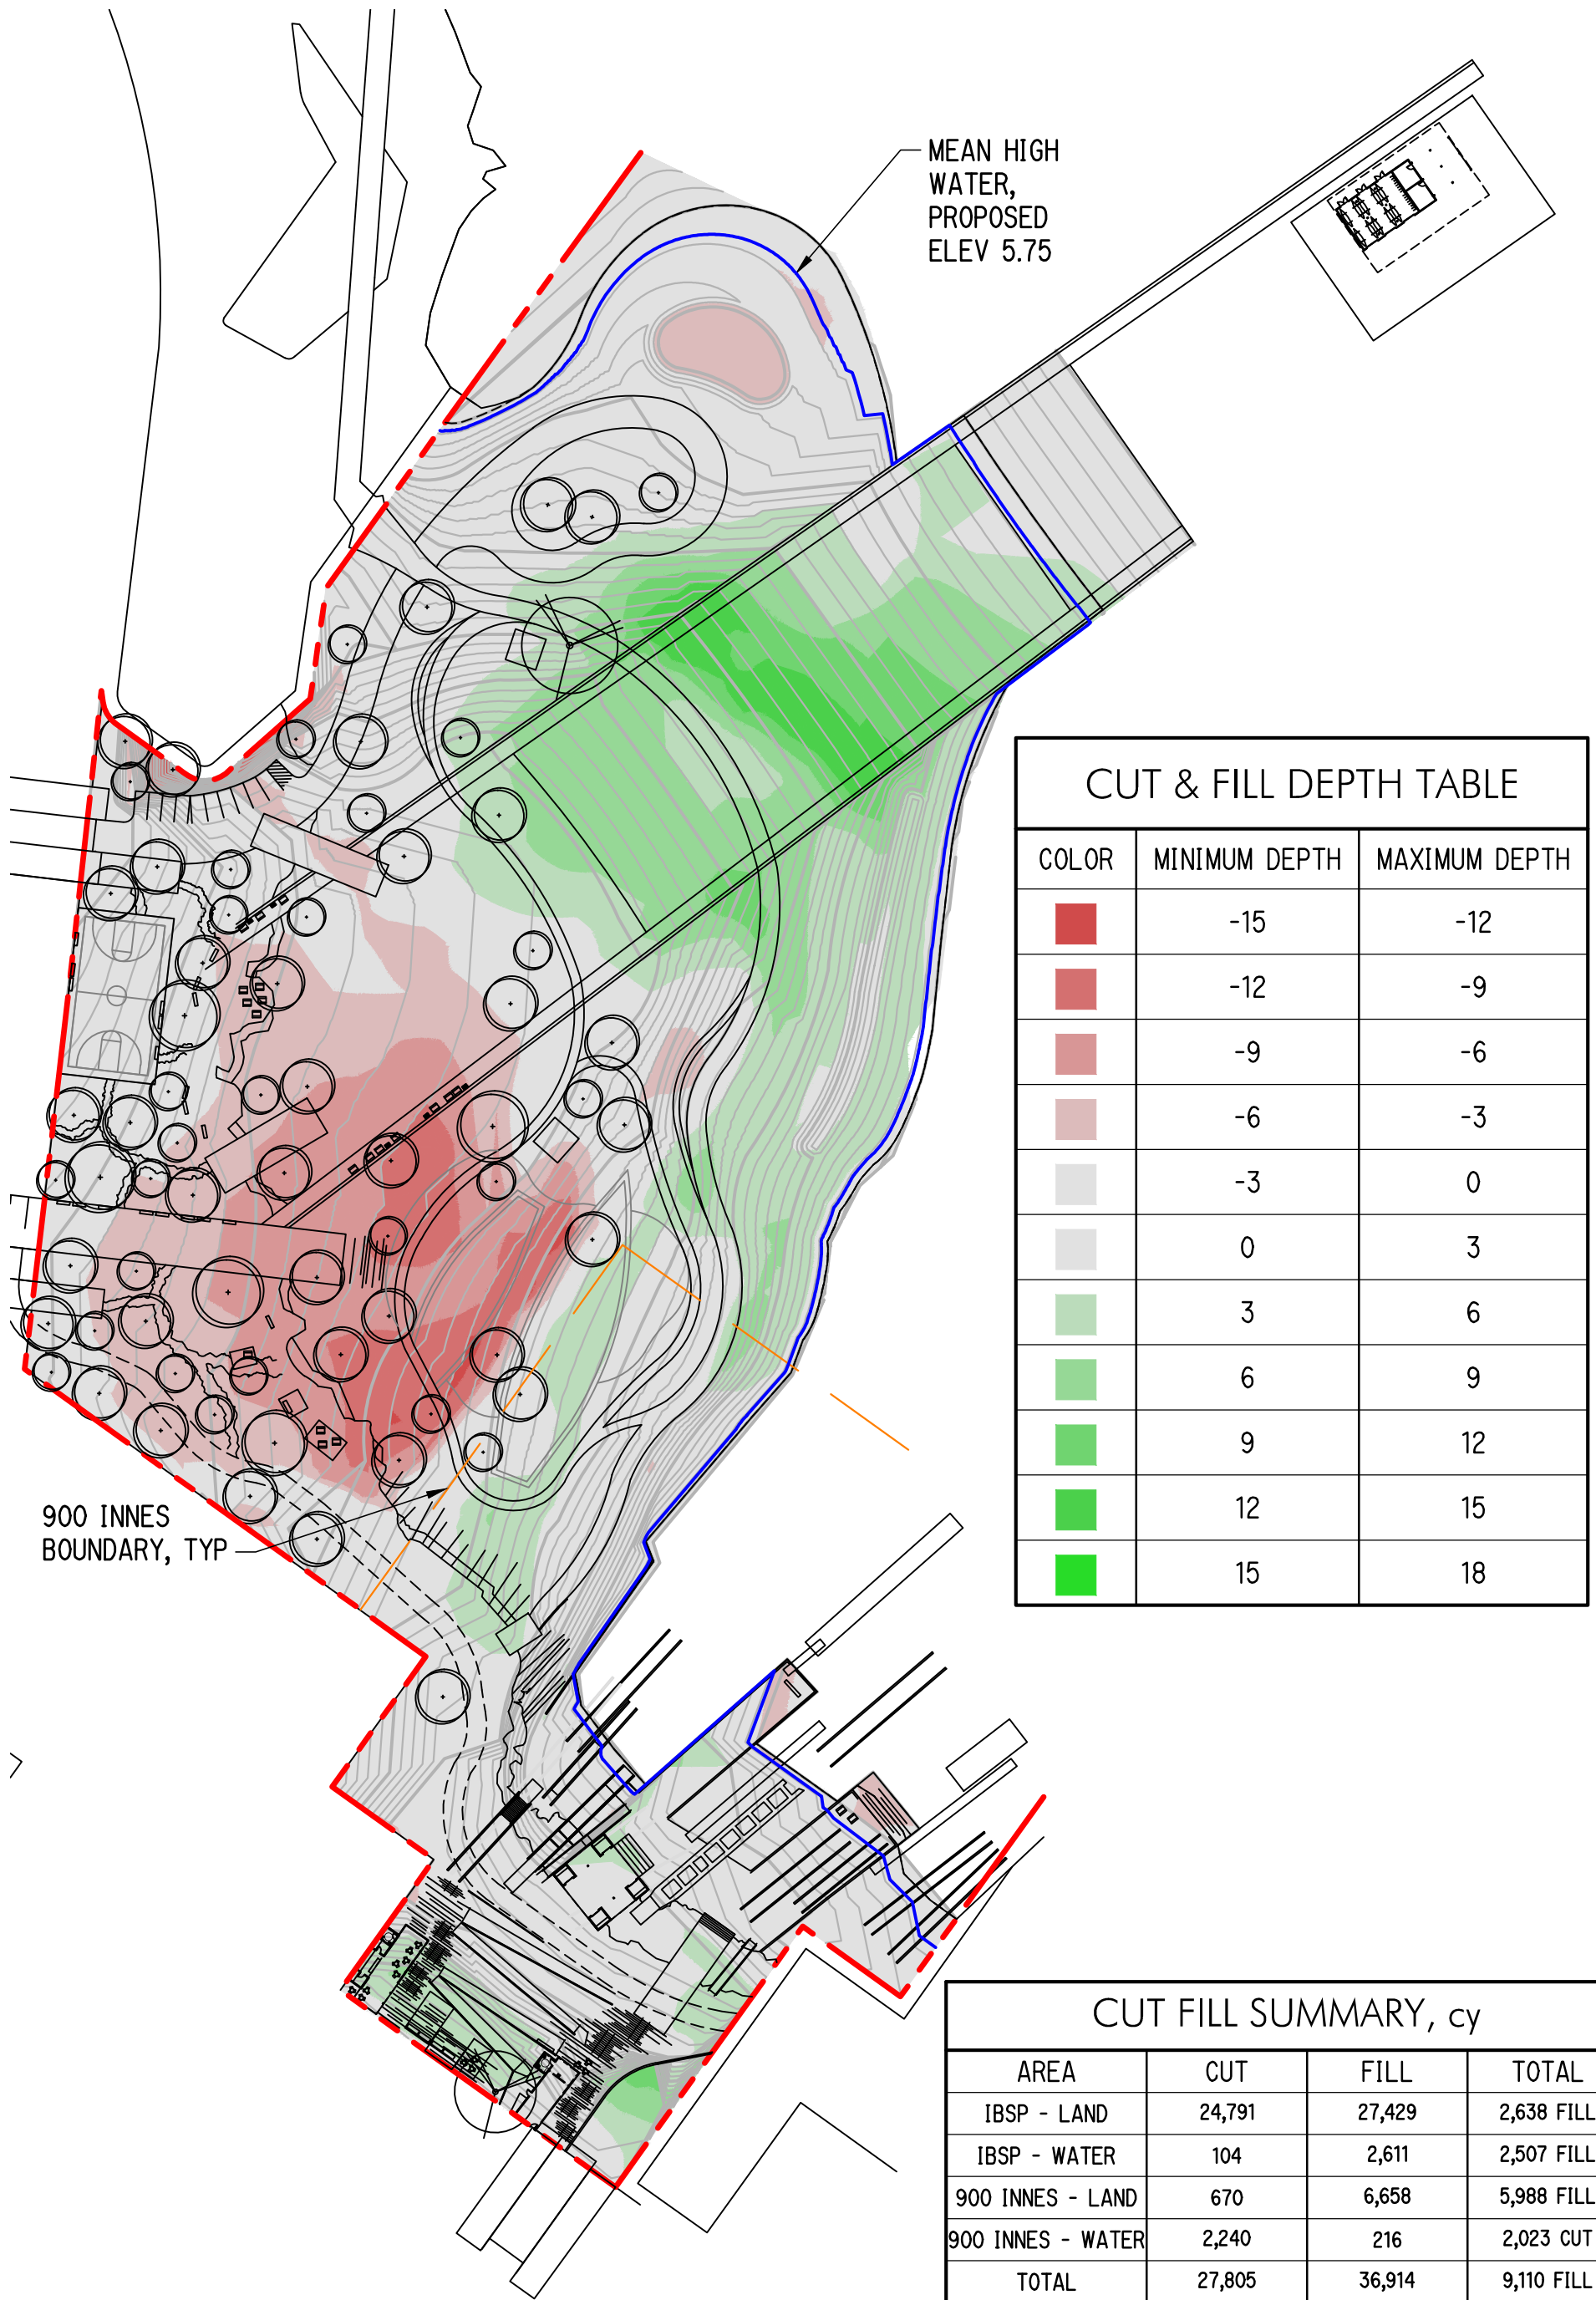 MEAN HIGH
WATER,
PROPOSED
ELEV 5.75
CUT & FILL DEPTH TABLE
COLOR MINIMUM DEPTH MAXIMUM DEPTH
-15 -12
-12 -9
-9 -6
-6 -3
-3 0
0 3
3 6
6 9
9 12
12 15
15 18
900 INNES
BOUNDARY, TYP
CUT FILL SUMMARY, cy
AREA CUT FILL TOTAL
IBSP - LAND 24,791 27,429 2,638 FILL
IBSP - WATER 104 2,611 2,507 FILL
900 INNES - LAND 670 6,658 5,988 FILL
900 INNES - WATER 2,240 216 2,023 CUT
TOTAL 27,805 36,914 9,110 FILL